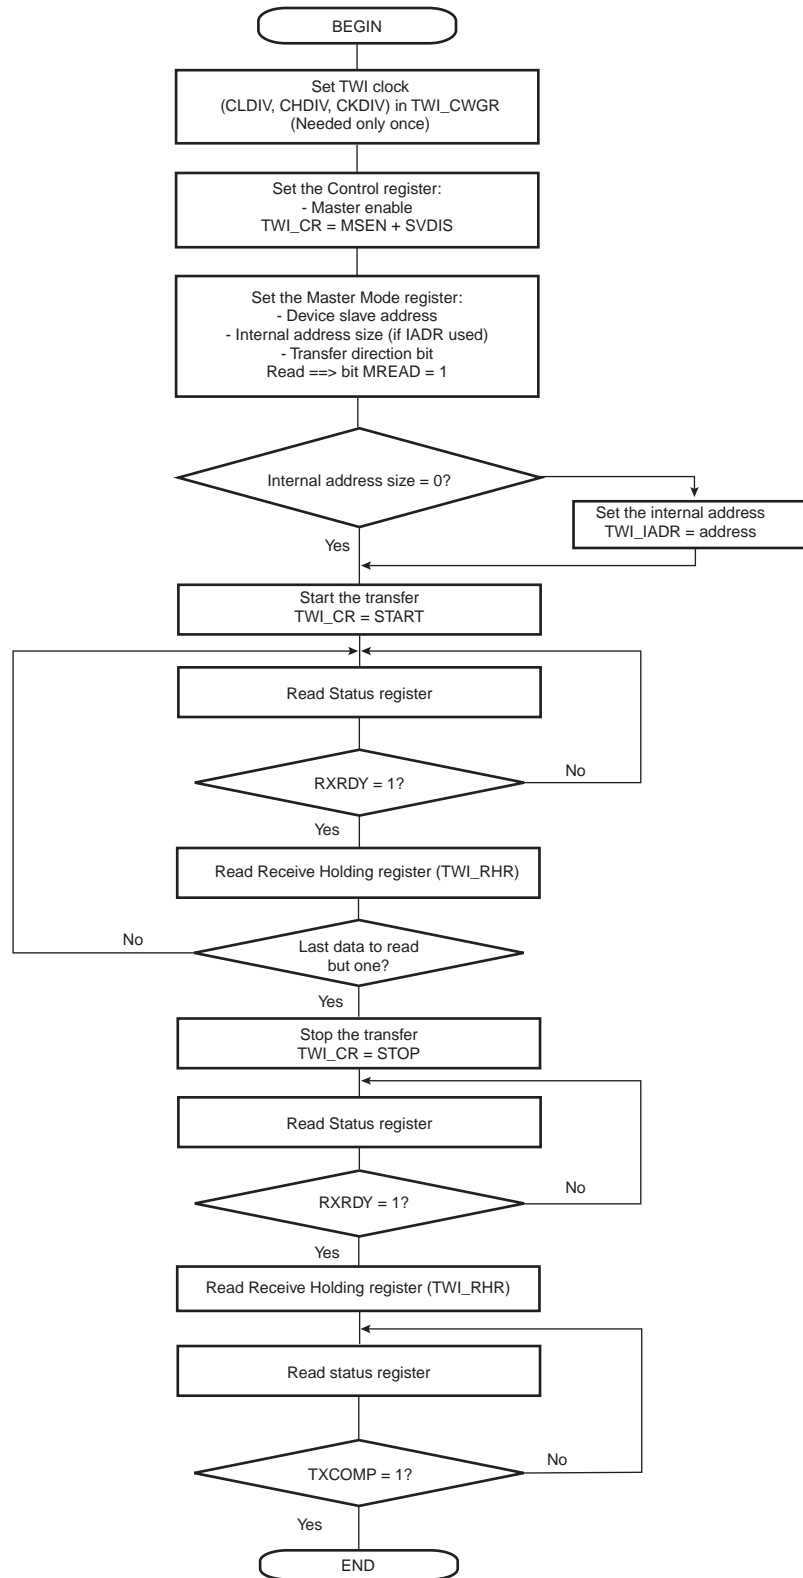 BEGIN
Set TWI clock
(CLDIV, CHDIV, CKDIV) in TWI_CWGR
(Needed only once)
Set the Control register:
- Master enable
TWI_CR = MSEN + SVDIS
Set the Master Mode register:
- Device slave address
- Internal address size (if IADR used)
- Transfer direction bit
Read ==> bit MREAD = 1
Internal address size = 0?
Set the internal address
TWI_IADR = address
Yes
Start the transfer
TWI_CR = START
Read Status register
RXRDY = 1?
No
Yes
Read Receive Holding register (TWI_RHR)
No
Last data to read
but one?
Yes
Stop the transfer
TWI_CR = STOP
Read Status register
RXRDY = 1?
No
Yes
Read Receive Holding register (TWI_RHR)
Read status register
TXCOMP = 1?
No
Yes
END